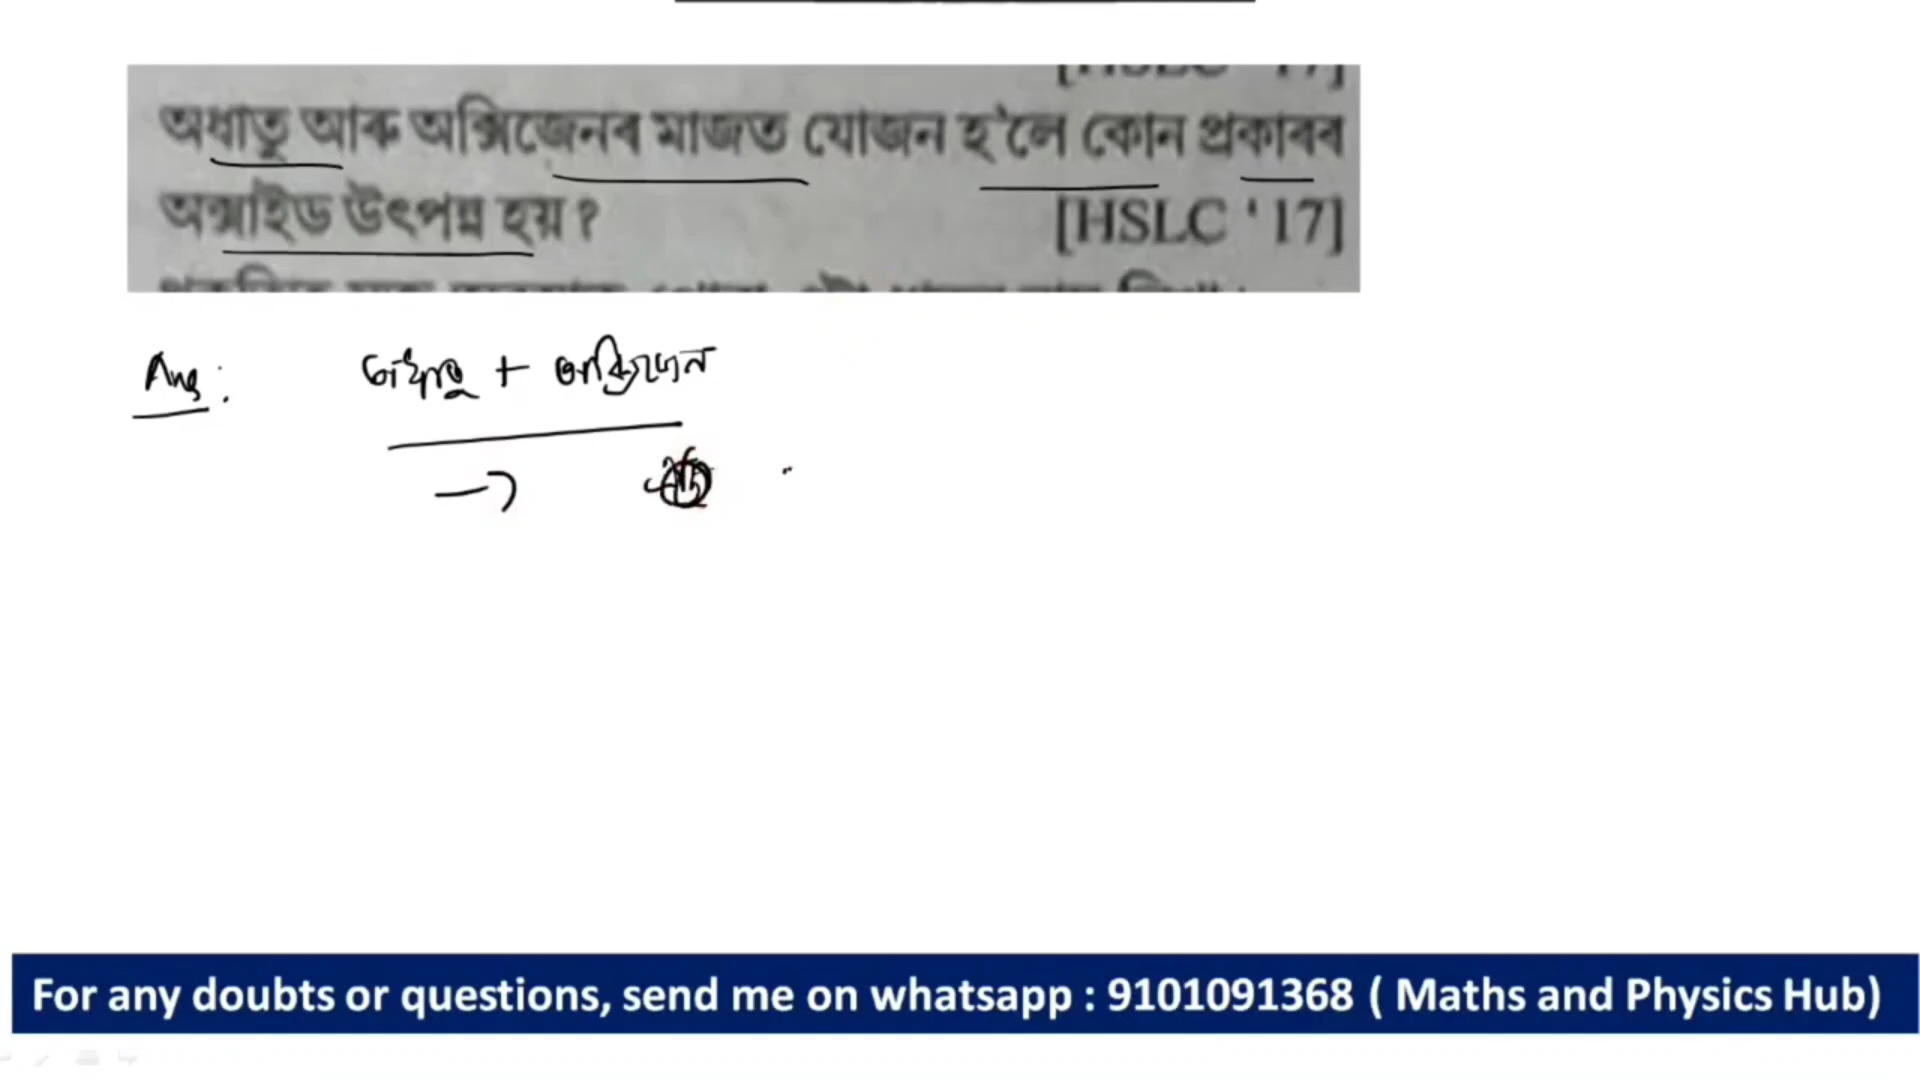 অধাতু আৰু অক্সিজেনৰ মাজত যোজন হ'লে কোন প্ৰকাৰৰ
অক্সাইড উৎপন্ন হয়? [HSLC '17]
Ans:
+ অক্সিজেন
For any doubts or questions, send me on whatsapp : 9101091368 ( Maths and Physics Hub)